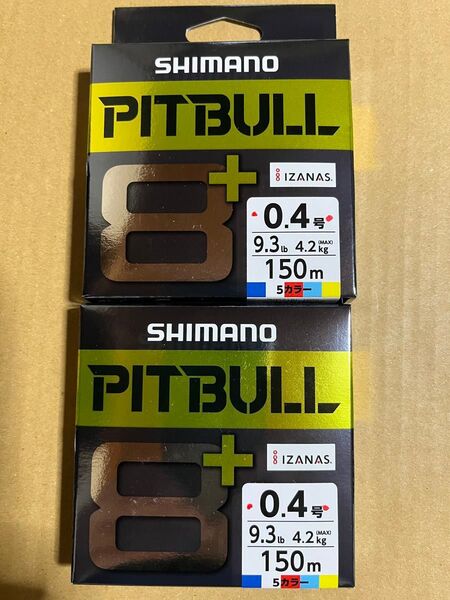 SHIMANO
PITBULL
8+
IZANAS
0.4号
9.3lb 4.2kg(MAX)
150m
5カラー
SHIMANO
PITBULL
8+
IZANAS
0.4号
9.3lb 4.2kg(MAX)
150m
5カラー